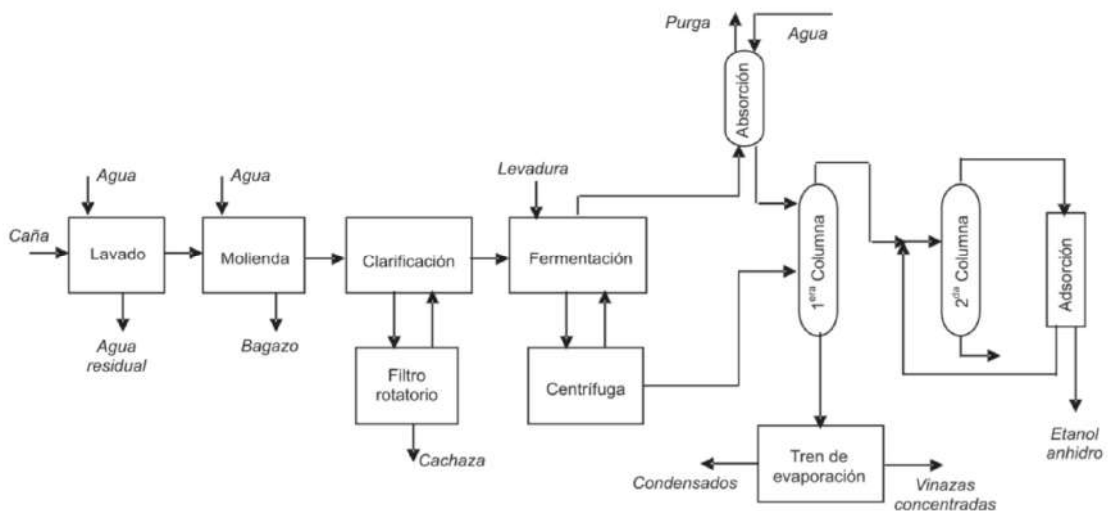 Purga
Agua
Absorción
Levadura
Agua
Agua
Caña
Lavado
Molienda
Clarificación
Fermentación
1era Columna
2da Columna
Adsorción
Agua
residual
Bagazo
Filtro
rotatorio
Centrífuga
Cachaza
Tren de
evaporación
Condensados
Vinazas
concentradas
Etanol
anhidro